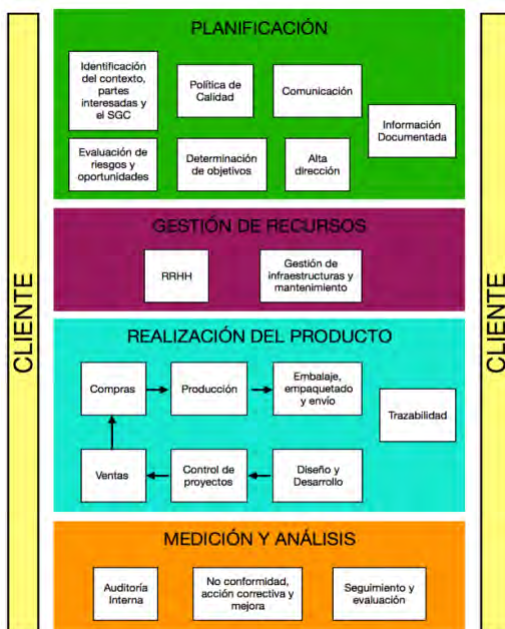 PLANIFICACIÓN
Identificación
del contexto,
partes
interesadas y
el SGC
Política de
Calidad
Comunicación
Información
Documentada
Evaluación de
riesgos y
oportunidades
Determinación
de objetivos
Alta
dirección
GESTIÓN DE RECURSOS
RRHH
Gestión de
infraestructuras y
mantenimiento
CLIENTE
CLIENTE
REALIZACIÓN DEL PRODUCTO
Compras
Producción
Embalaje,
empaquetado
y envío
Trazabilidad
Ventas
Control de
proyectos
Diseño y
Desarrollo
MEDICIÓN Y ANÁLISIS
Auditoría
Interna
No conformidad,
acción correctiva y
mejora
Seguimiento y
evaluación